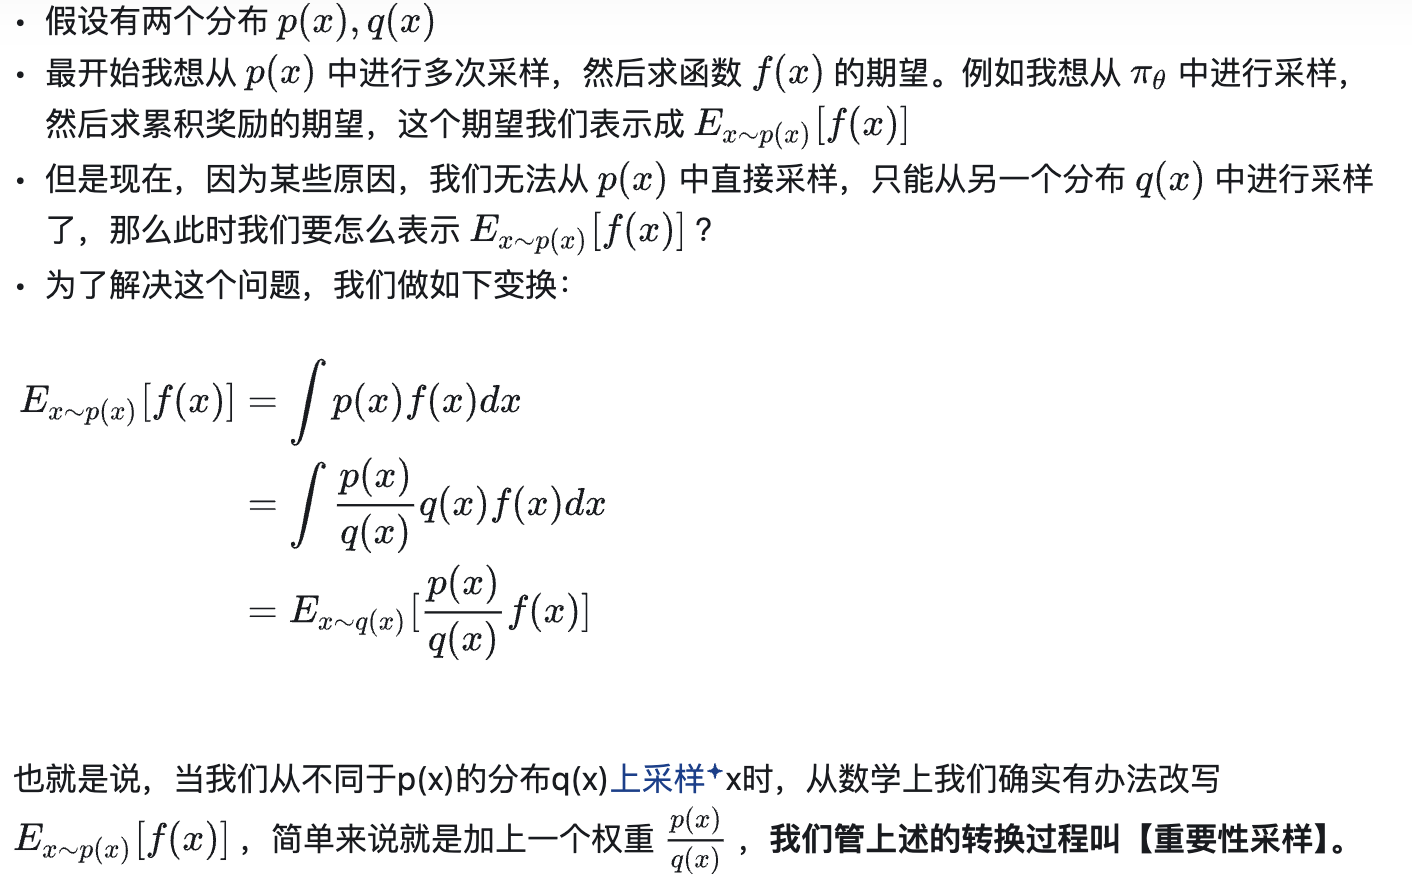 • 假设有两个分布 p(x), q(x)
• 最开始我想从 p(x) 中进行多次采样，然后求函数 f(x) 的期望。例如我想从 π_θ 中进行采样，
然后求累积奖励的期望，这个期望我们表示成 E_{x∼p(x)}[f(x)]
• 但是现在，因为某些原因，我们无法从 p(x) 中直接采样，只能从另一个分布 q(x) 中进行采样
了，那么此时我们要怎么表示 E_{x∼p(x)}[f(x)]？
• 为了解决这个问题，我们做如下变换：
E_{x∼p(x)}[f(x)] = ∫ p(x)f(x)dx
= ∫ \frac{p(x)}{q(x)} q(x)f(x)dx
= E_{x∼q(x)}[\frac{p(x)}{q(x)} f(x)]
也就是说，当我们从不同于p(x)的分布q(x)上采样✦x时，从数学上我们确实有办法改写
E_{x∼p(x)}[f(x)]，简单来说就是加上一个权重 \frac{p(x)}{q(x)}，我们管上述的转换过程叫【重要性采样】。